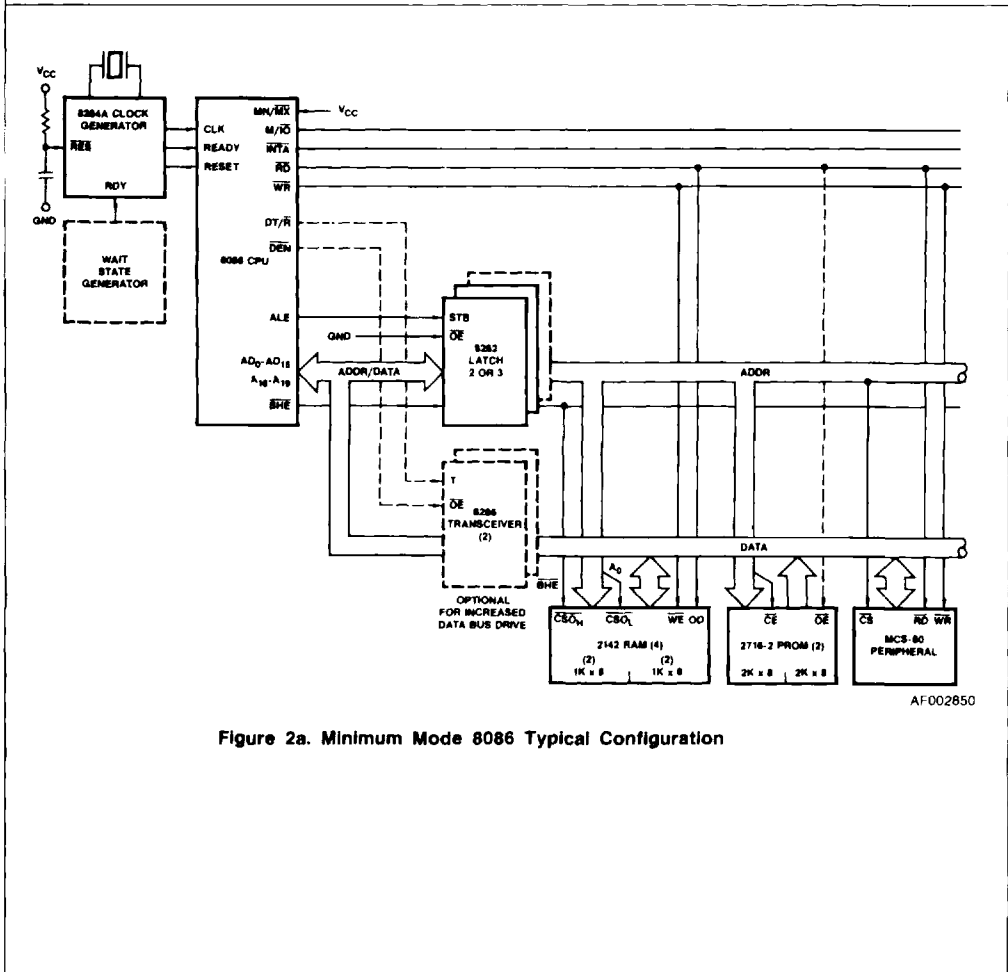 VCC
8284A CLOCK
GENERATOR
RES
RDY
GND
WAIT
STATE
GENERATOR
CLK
READY
RESET
8086 CPU
MN/MX
VCC
M/IO
INTA
RD
WR
DT/R
DEN
ALE
AD0-AD15
A16-A19
BHE
ADDR/DATA
GND
STB
OE
8282
LATCH
2 OR 3
ADDR
T
OE
8286
TRANSCEIVER
(2)
OPTIONAL
FOR INCREASED
DATA BUS DRIVE
DATA
BHE
A0
CSOH
CSOL
WE OD
2142 RAM (4)
(2) (2)
1K x 8 1K x 8
CE
OE
2716-2 PROM (2)
2K x 8 2K x 8
CS
RD WR
MCS-80
PERIPHERAL
AF002850
Figure 2a. Minimum Mode 8086 Typical Configuration